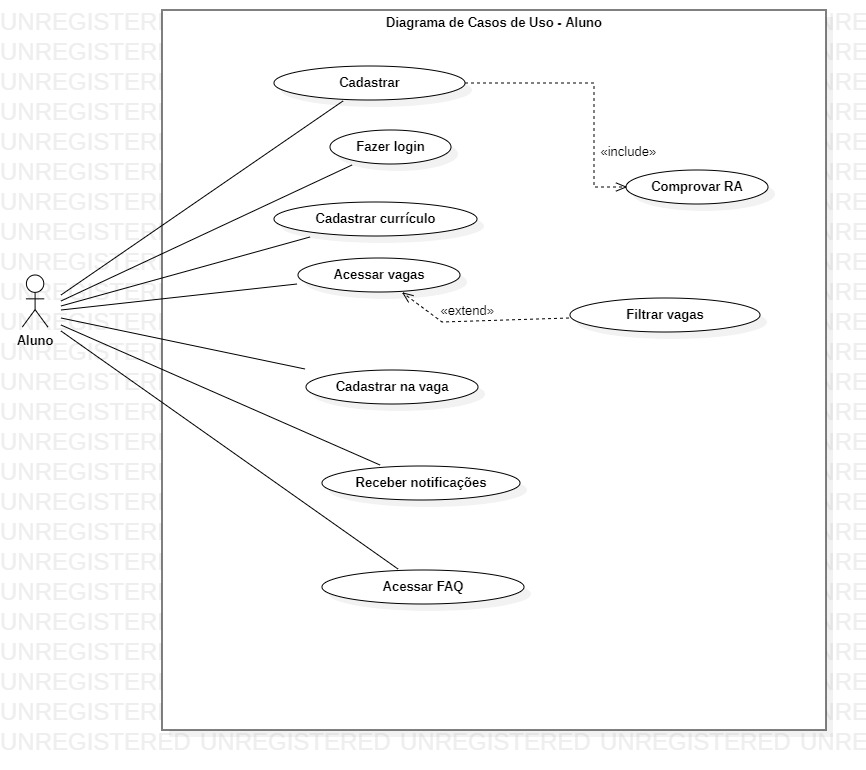 Diagrama de Casos de Uso - Aluno
Cadastrar
Fazer login
«include»
Comprovar RA
Cadastrar currículo
Acessar vagas
«extend»
Filtrar vagas
Aluno
Cadastrar na vaga
Receber notificações
Acessar FAQ
UNREGISTERED UNREGISTERED UNREGISTERED UNREGISTERED UNRE